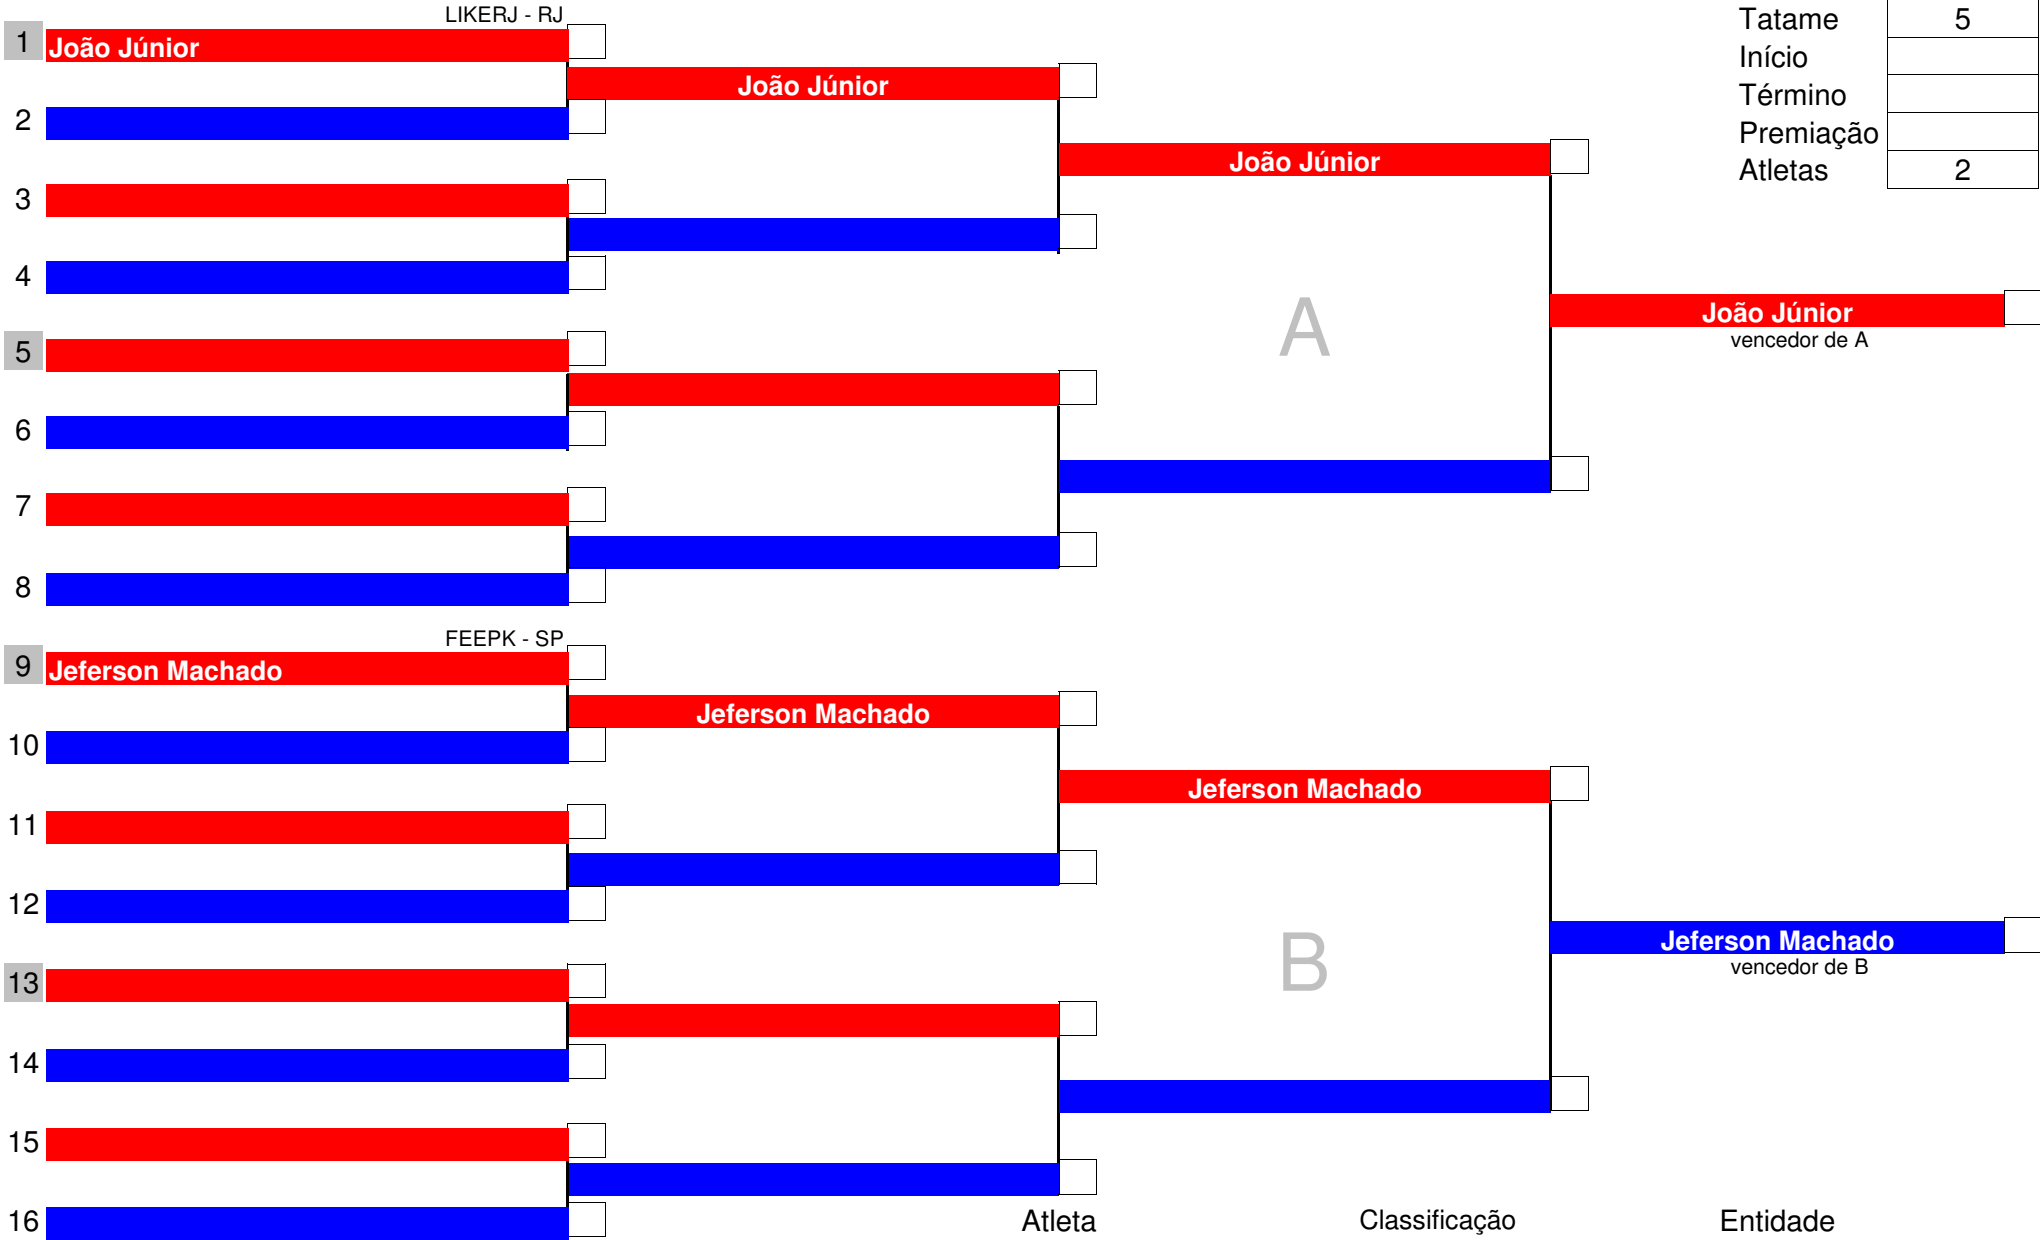 LIKERJ - RJ
1 João Júnior
João Júnior
2
João Júnior
3
4
João Júnior
vencedor de A
A
5
6
7
8
FEEPK - SP
9 Jeferson Machado
Jeferson Machado
10
Jeferson Machado
11
12
Jeferson Machado
vencedor de B
B
13
14
15
16
Tatame 5
Início
Término
Premiação
Atletas 2
Atleta Classificação Entidade